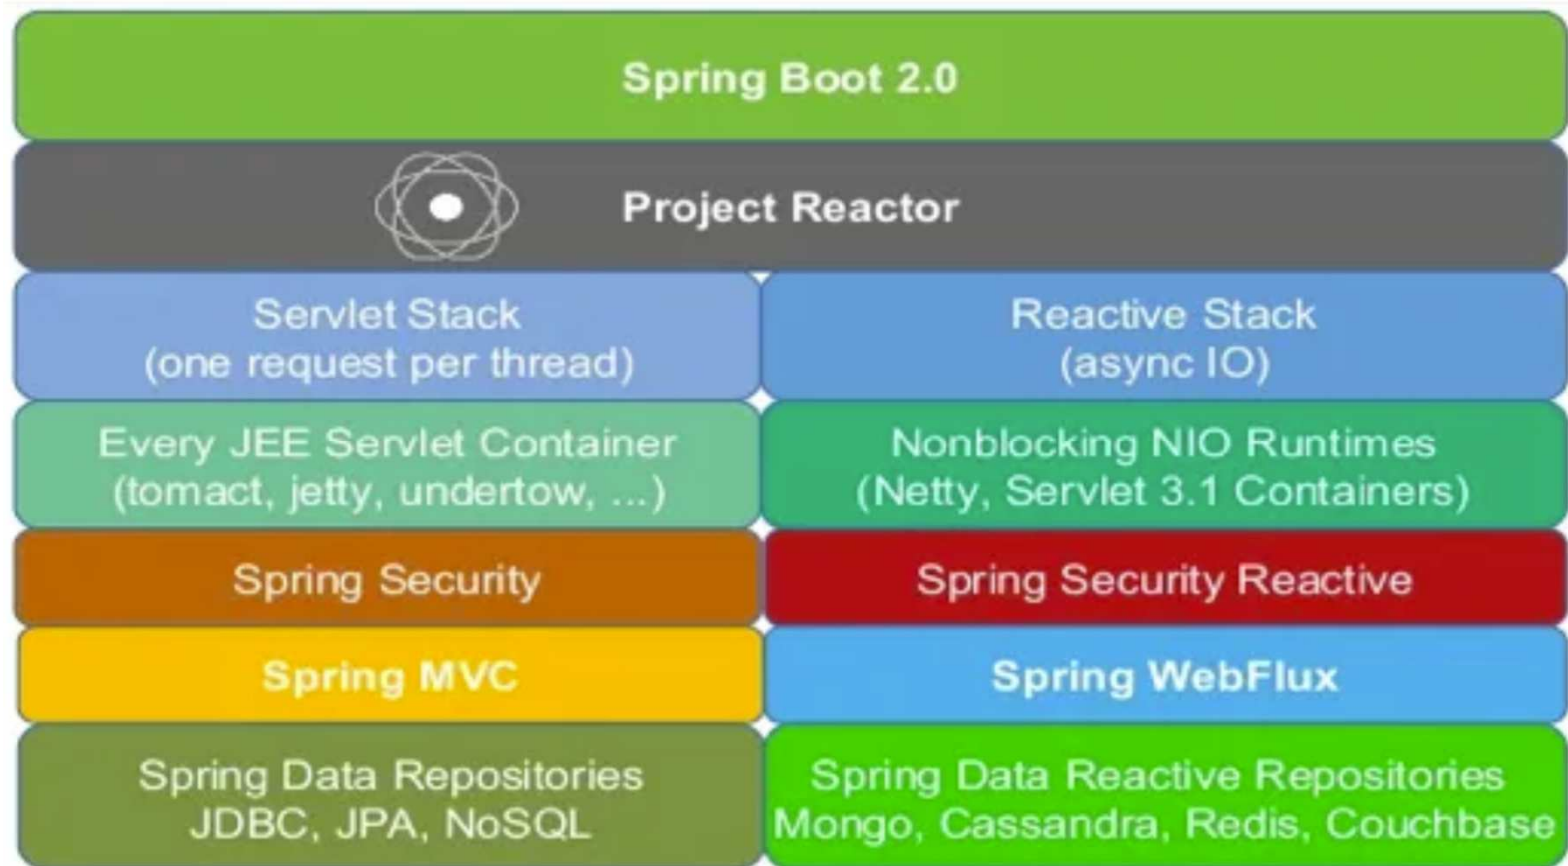 Spring Boot 2.0
Project Reactor
Servlet Stack
(one request per thread)
Reactive Stack
(async IO)
Every JEE Servlet Container
(tomact, jetty, undertow, ...)
Nonblocking NIO Runtimes
(Netty, Servlet 3.1 Containers)
Spring Security
Spring Security Reactive
Spring MVC
Spring WebFlux
Spring Data Repositories
JDBC, JPA, NoSQL
Spring Data Reactive Repositories
Mongo, Cassandra, Redis, Couchbase